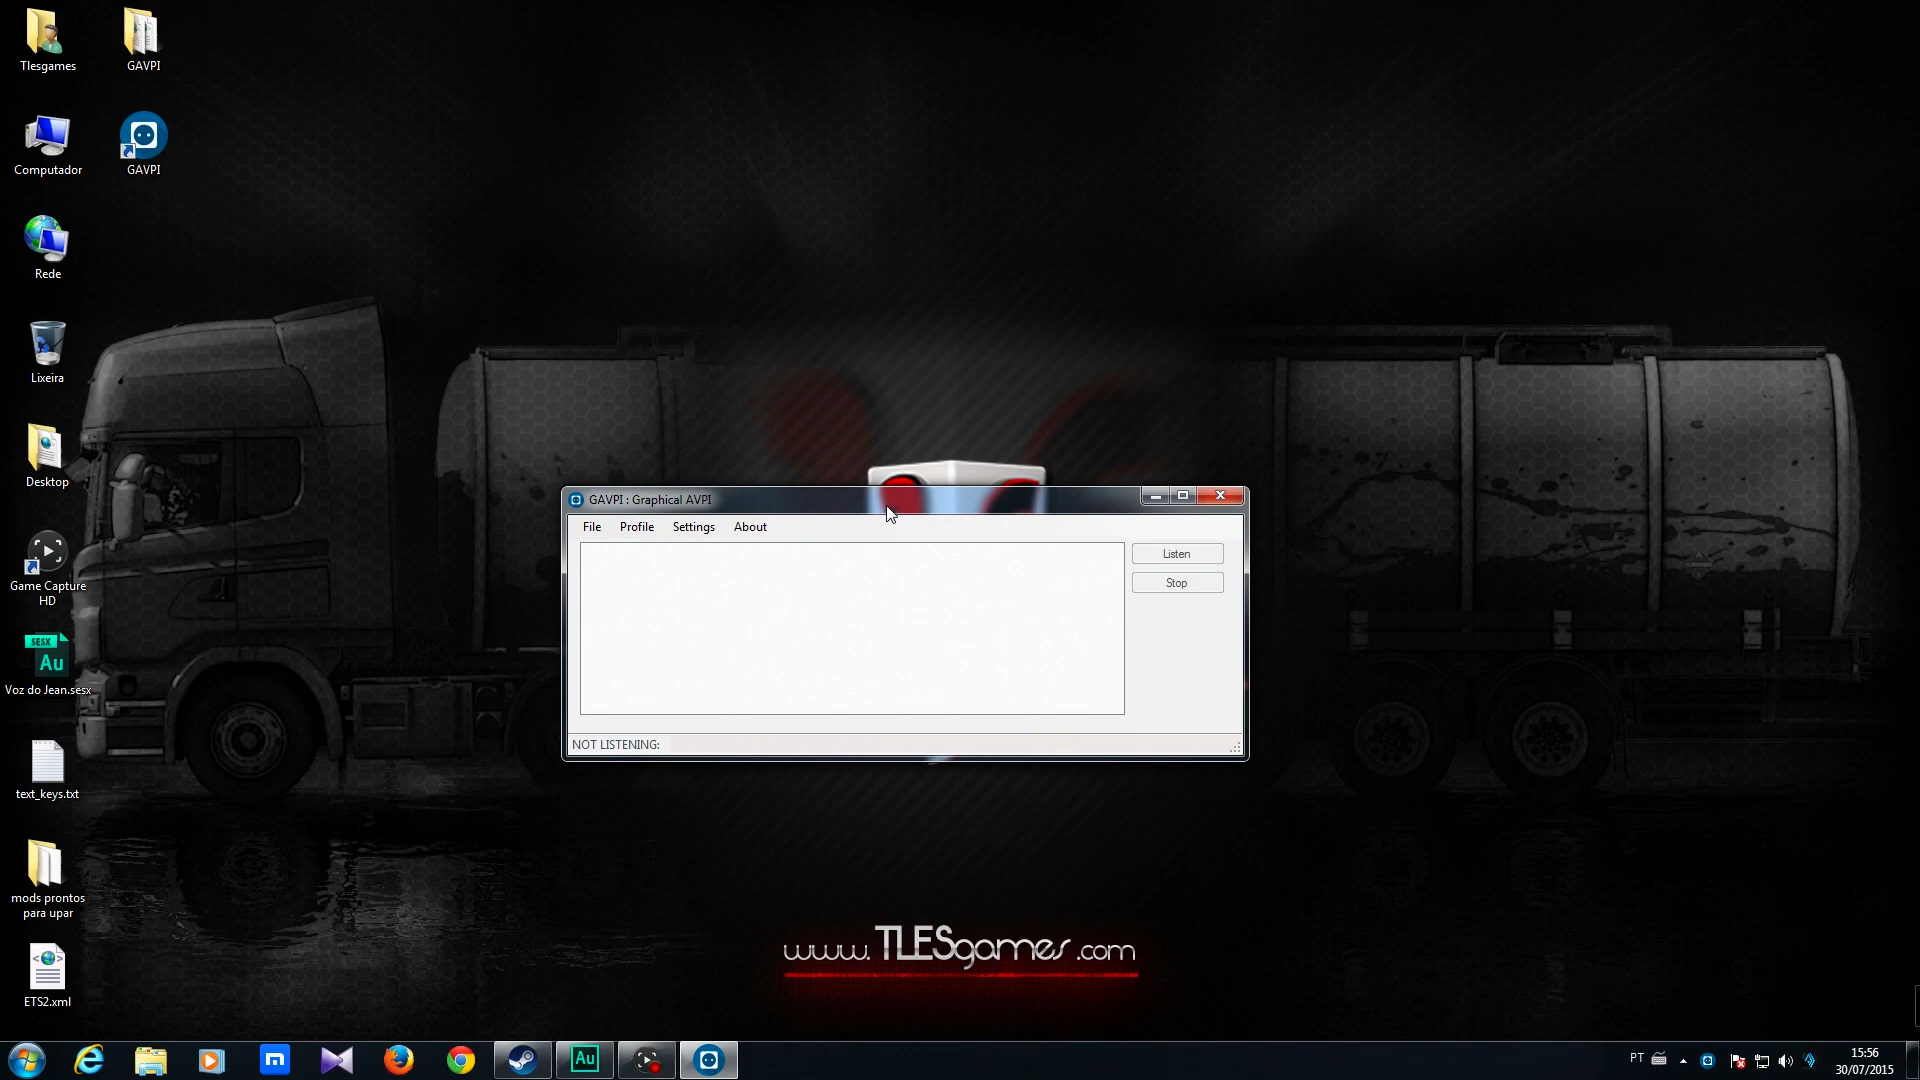 Tlesgames
GAVPI
Computador
GAVPI
Rede
Lixeira
Desktop
Game Capture
HD
SESX
Au
Voz do Jean.sesx
text_keys.txt
mods prontos
para upar
ETS2.xml
GAVPI : Graphical AVPI
File Profile Settings About
Listen
Stop
NOT LISTENING:
www.TLESgames.com
Au
PT
15:56
30/07/2015